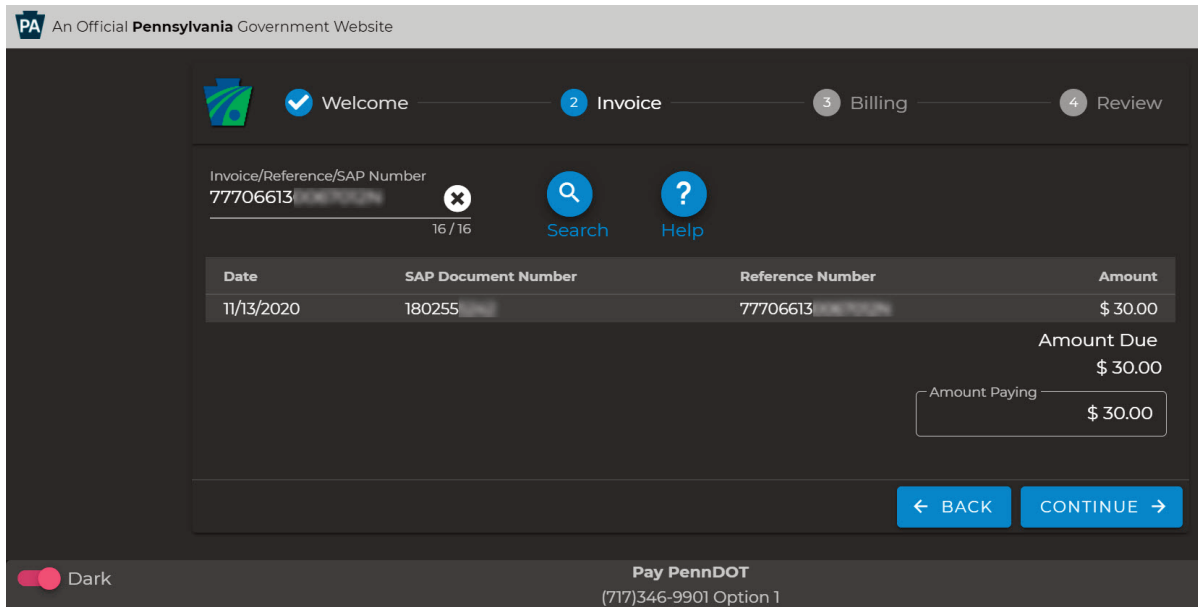 PA An Official Pennsylvania Government Website
Welcome 2 Invoice 3 Billing 4 Review
Invoice/Reference/SAP Number
77706613
16 / 16
Search
? Help
Date SAP Document Number Reference Number Amount
11/13/2020 180255 77706613 $ 30.00
Amount Due
$ 30.00
Amount Paying
$ 30.00
← BACK CONTINUE →
Dark
Pay PennDOT
(717)346-9901 Option 1